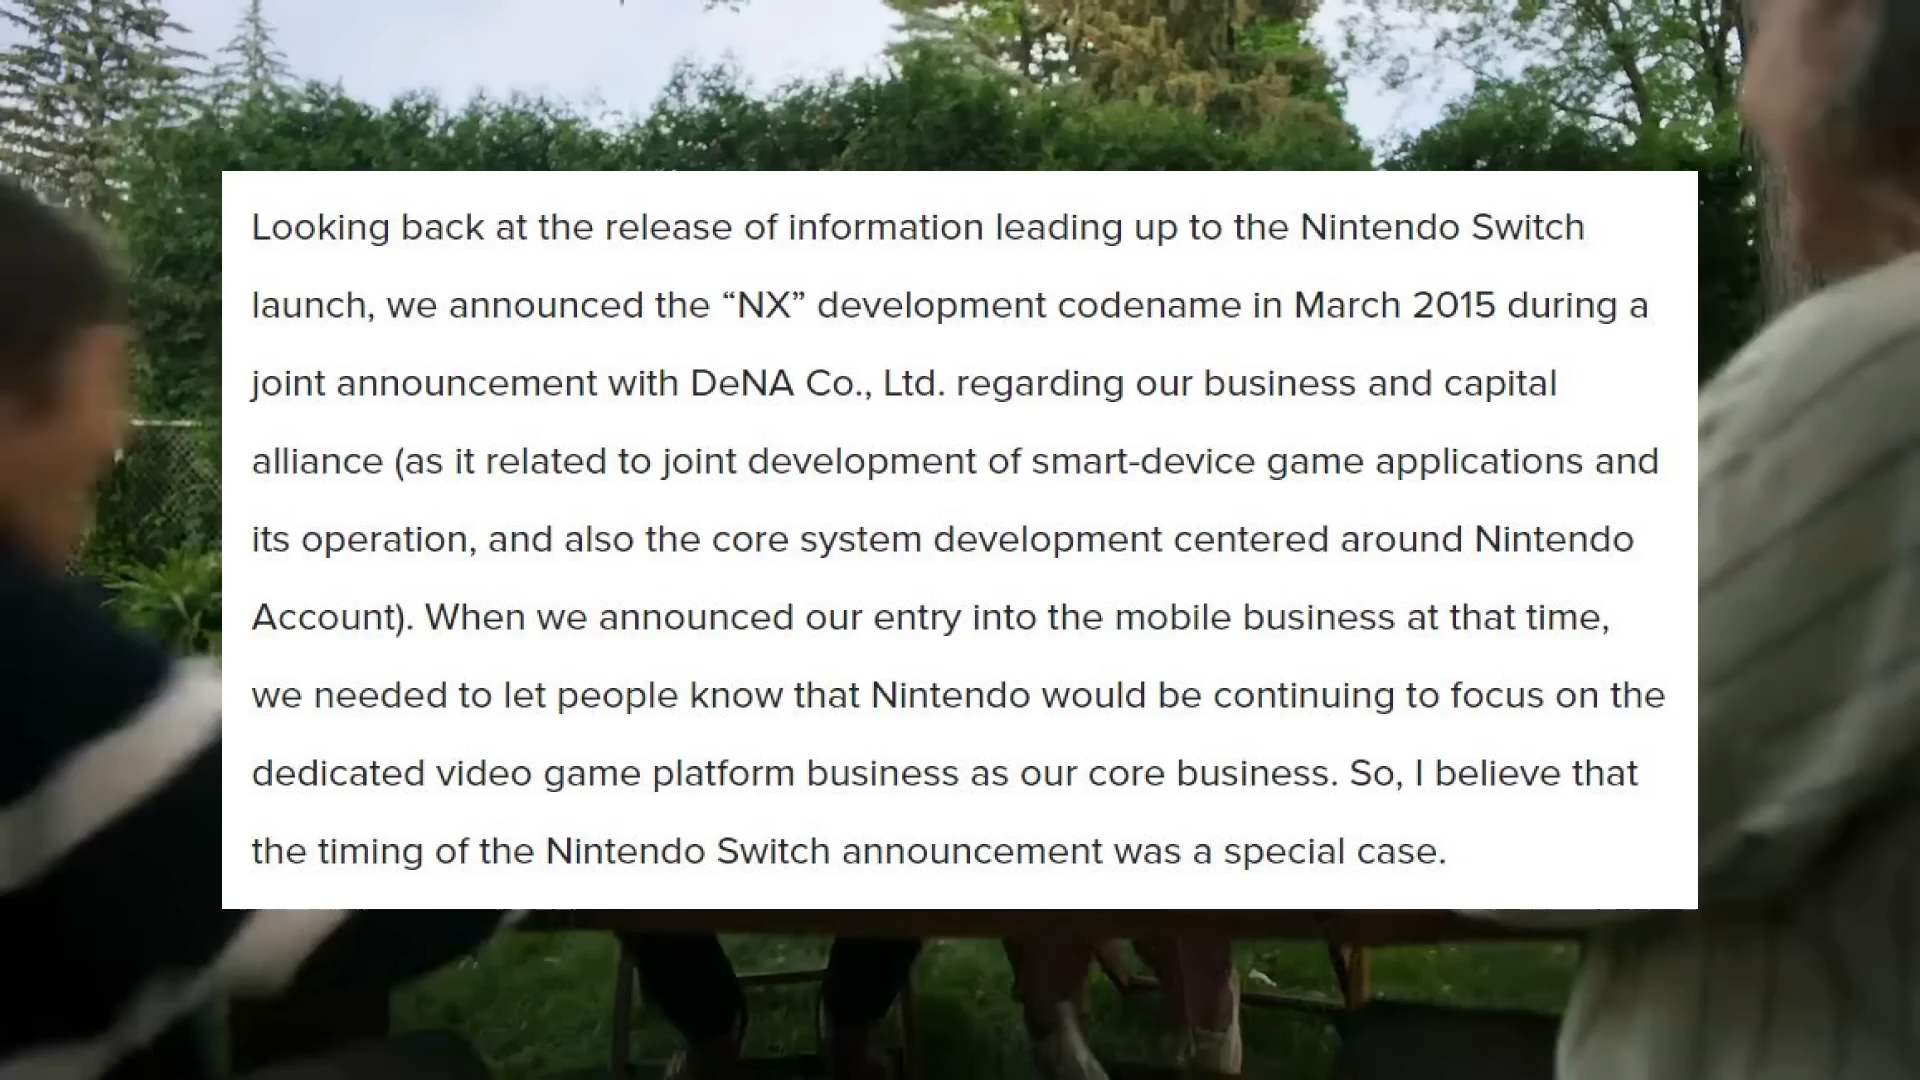 Looking back at the release of information leading up to the Nintendo Switch
launch, we announced the “NX” development codename in March 2015 during a
joint announcement with DeNA Co., Ltd. regarding our business and capital
alliance (as it related to joint development of smart-device game applications and
its operation, and also the core system development centered around Nintendo
Account). When we announced our entry into the mobile business at that time,
we needed to let people know that Nintendo would be continuing to focus on the
dedicated video game platform business as our core business. So, I believe that
the timing of the Nintendo Switch announcement was a special case.